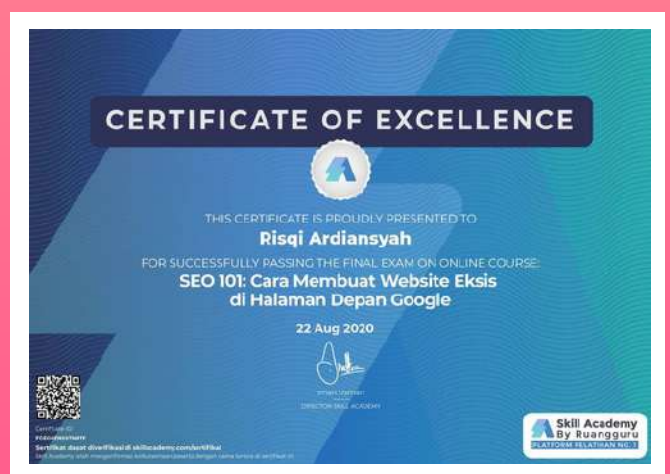 CERTIFICATE OF EXCELLENCE
THIS CERTIFICATE IS PROUDLY PRESENTED TO
Risqi Ardiansyah
FOR SUCCESSFULLY PASSING THE FINAL EXAM ON ONLINE COURSE:
SEO 101: Cara Membuat Website Eksis
di Halaman Depan Google
22 Aug 2020
DIRECTOR SKILL ACADEMY
Certificate ID
Sertifikat dapat diverifikasi di skillacademy.com/sertifikat
Skill Academy
By Ruangguru
PLATFORM PELATIHAN NO. 1